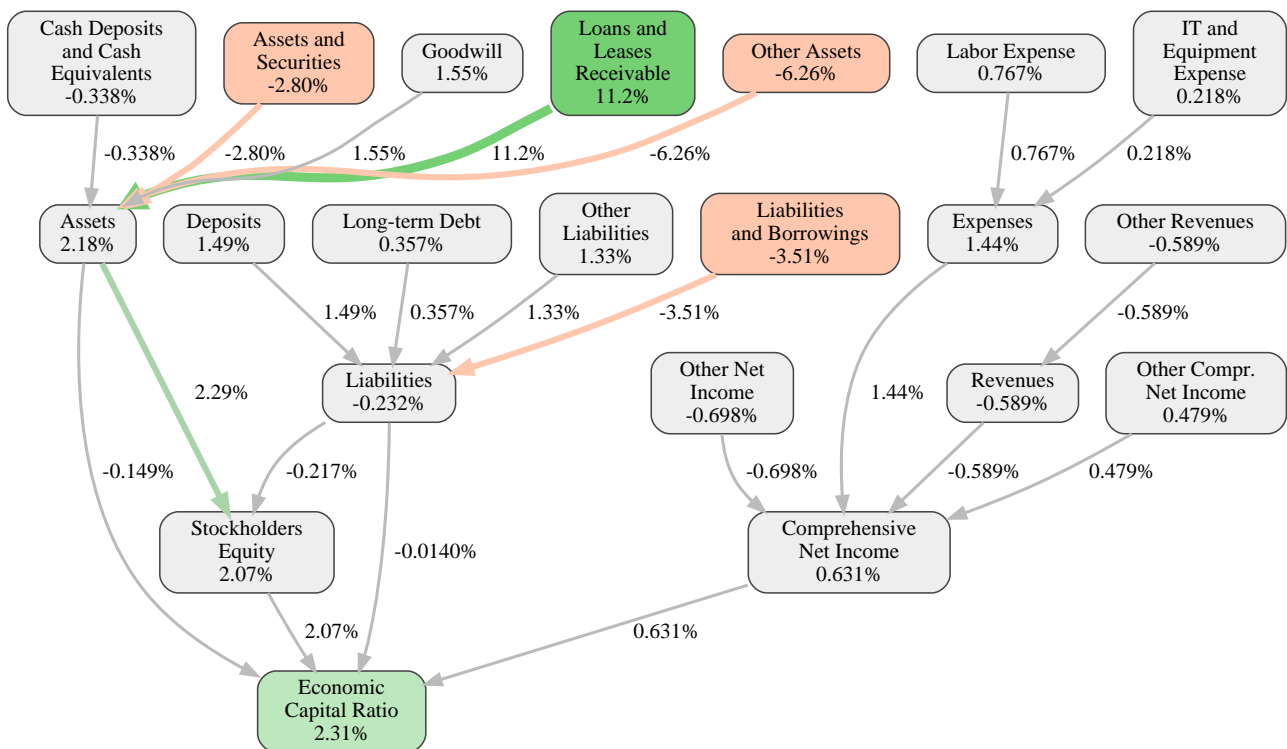 Cash Deposits
and Cash
Equivalents
-0.338%
Assets and
Securities
-2.80%
Goodwill
1.55%
Loans and
Leases
Receivable
11.2%
Other Assets
-6.26%
Labor Expense
0.767%
IT and
Equipment
Expense
0.218%
-0.338%
-2.80%
1.55%
11.2%
-6.26%
0.767%
0.218%
Assets
2.18%
Deposits
1.49%
Long-term Debt
0.357%
Other
Liabilities
1.33%
Liabilities
and Borrowings
-3.51%
Expenses
1.44%
Other Revenues
-0.589%
1.49%
0.357%
1.33%
-3.51%
-0.589%
2.29%
Liabilities
-0.232%
Other Net
Income
-0.698%
1.44%
Revenues
-0.589%
Other Compr.
Net Income
0.479%
-0.149%
-0.217%
-0.698%
-0.589%
0.479%
Stockholders
Equity
2.07%
-0.0140%
Comprehensive
Net Income
0.631%
2.07%
0.631%
Economic
Capital Ratio
2.31%